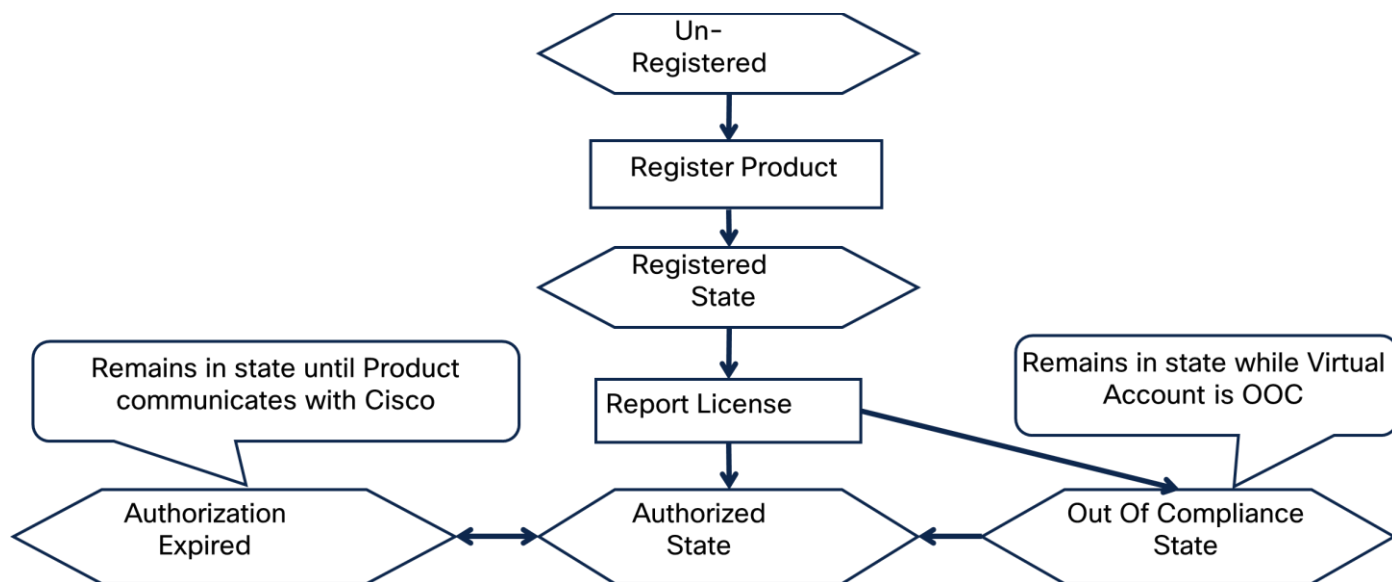 Un-
Registered
Register Product
Registered
State
Remains in state until Product
communicates with Cisco
Remains in state while Virtual
Account is OOC
Report License
Authorization
Expired
Authorized
State
Out Of Compliance
State